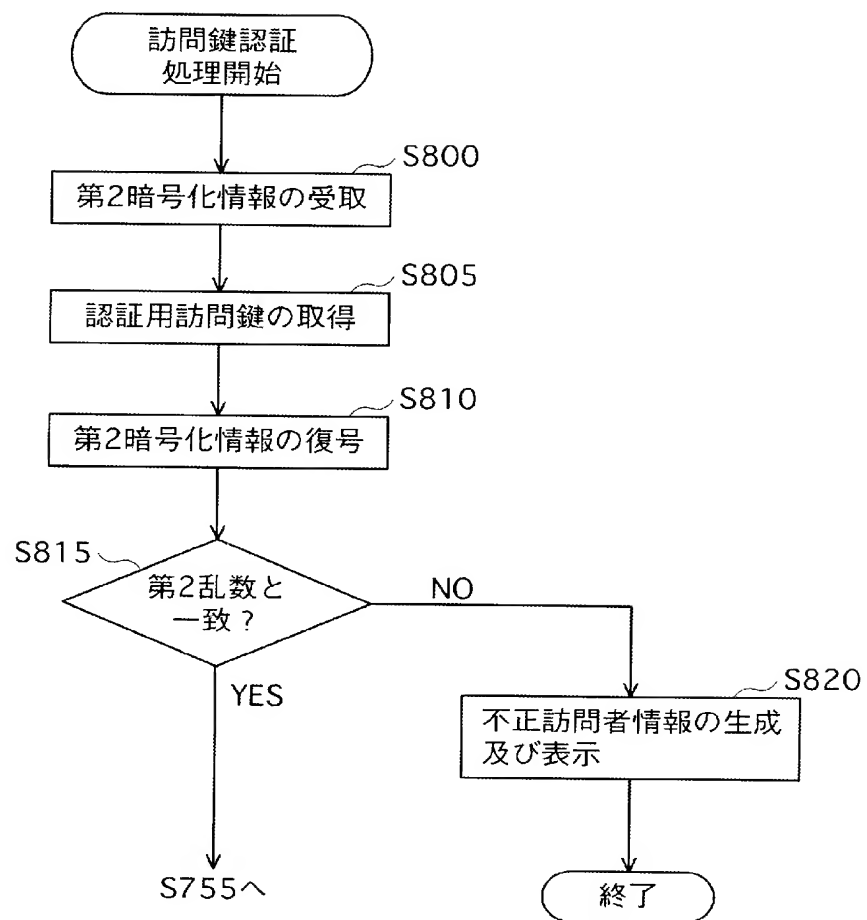 訪問鍵認証
処理開始
S800
第2暗号化情報の受取
S805
認証用訪問鍵の取得
S810
第2暗号化情報の復号
S815
第2乱数と
一致？
NO
YES
S820
不正訪問者情報の生成
及び表示
S755へ
終了